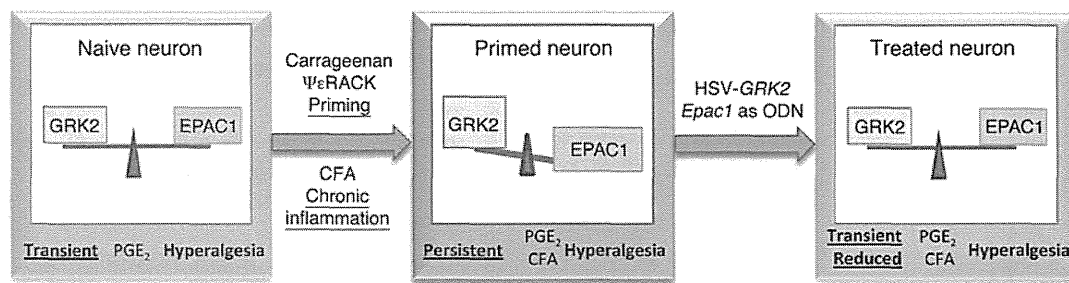 Naive neuron
GRK2
EPAC1
Transient PGE₂ Hyperalgesia
Carrageenan
ΨεRACK
Priming
CFA
Chronic
inflammation
Primed neuron
GRK2
EPAC1
Persistent PGE₂ CFA Hyperalgesia
HSV-GRK2
Epac1 as ODN
Treated neuron
GRK2
EPAC1
Transient PGE₂ Hyperalgesia
Reduced CFA